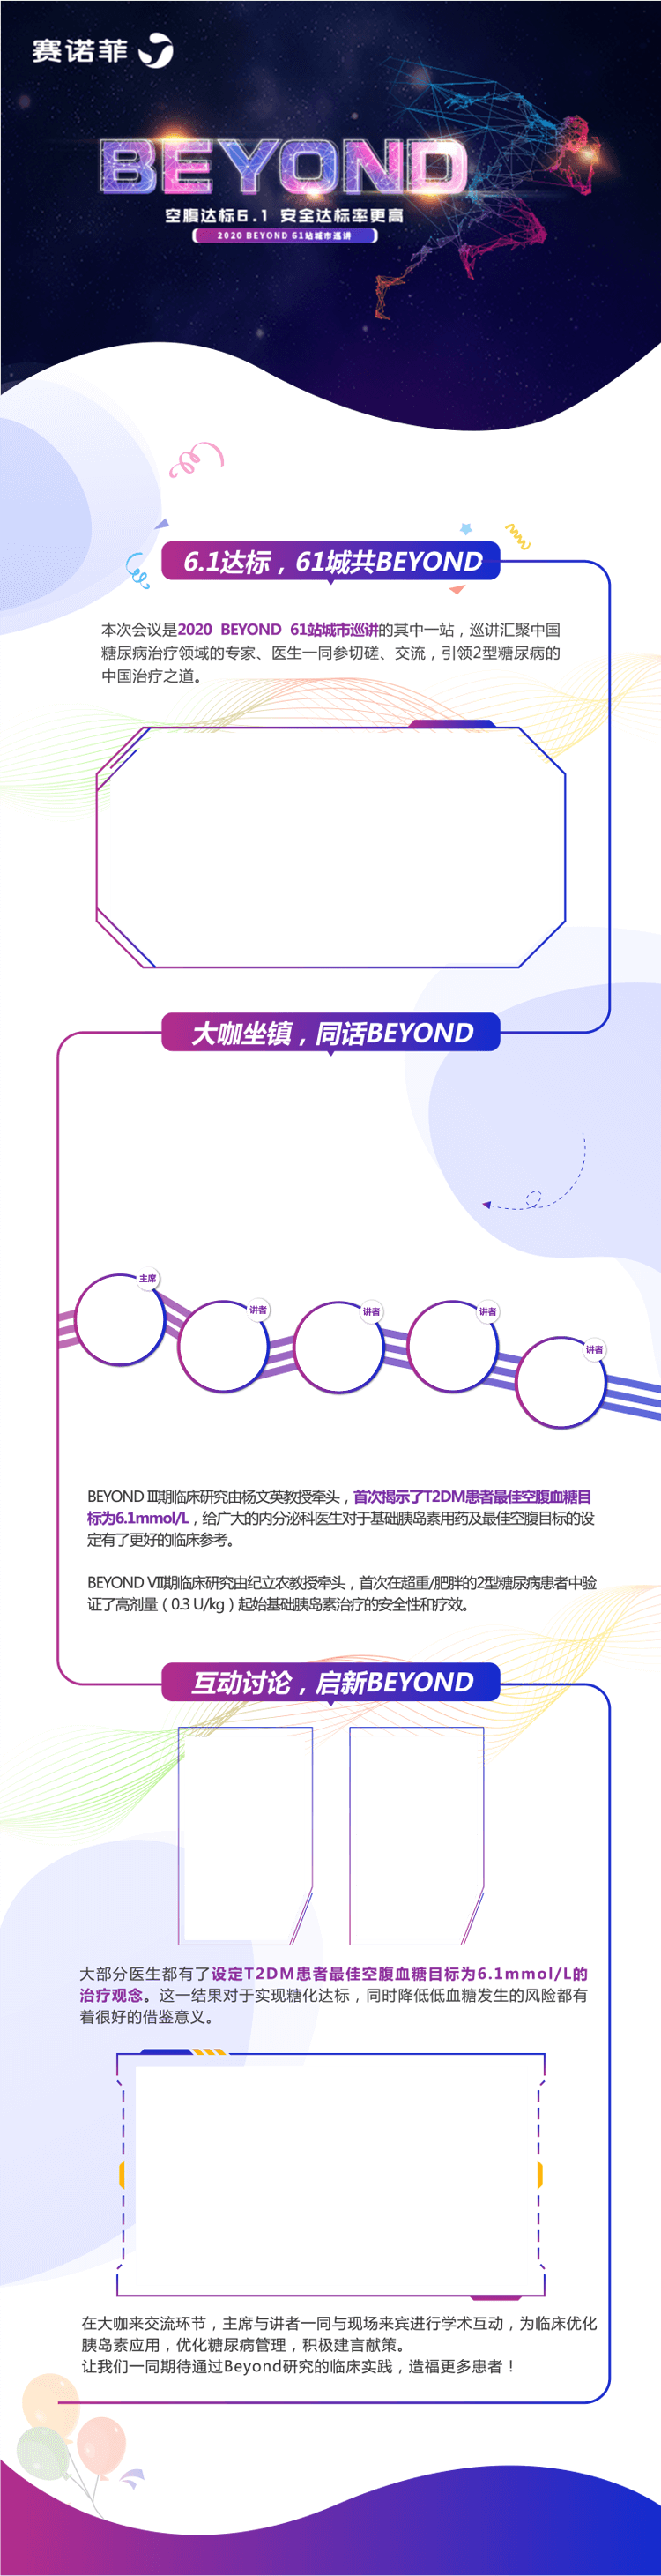 赛诺菲
BEYOND
空腹达标6.1 安全达标率更高
2020 BEYOND 61站城市巡讲
6.1达标，61城共BEYOND
本次会议是2020 BEYOND 61站城市巡讲的其中一站，巡讲汇聚中国
糖尿病治疗领域的专家、医生一同参切磋、交流，引领2型糖尿病的
中国治疗之道。
大咖坐镇，同话BEYOND
主席
讲者
讲者
讲者
讲者
BEYOND Ⅲ期临床研究由杨文英教授牵头，首次揭示了T2DM患者最佳空腹血糖目
标为6.1mmol/L，给广大的内分泌科医生对于基础胰岛素用药及最佳空腹目标的设
定有了更好的临床参考。
BEYOND Ⅶ期临床研究由纪立农教授牵头，首次在超重/肥胖的2型糖尿病患者中验
证了高剂量（0.3 U/kg）起始基础胰岛素治疗的安全性和疗效。
互动讨论，启新BEYOND
大部分医生都有了设定T2DM患者最佳空腹血糖目标为6.1mmol/L的
治疗观念。这一结果对于实现糖化达标，同时降低低血糖发生的风险都有
着很好的借鉴意义。
在大咖来交流环节，主席与讲者一同与现场来宾进行学术互动，为临床优化
胰岛素应用，优化糖尿病管理，积极建言献策。
让我们一同期待通过Beyond研究的临床实践，造福更多患者！